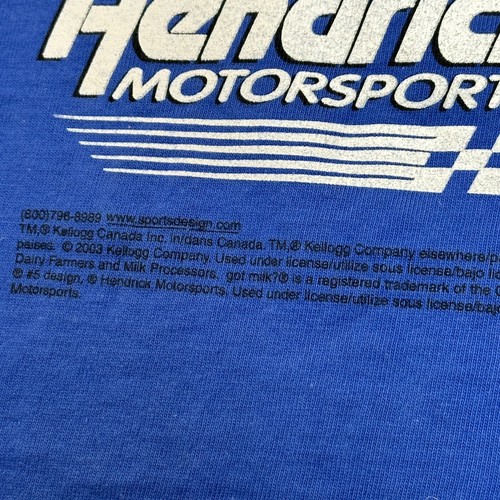 Hendrick
MOTORSPORT
(800)796-8989 www.sportsdesign.com
TM,® Kellogg Canada Inc. in/dans Canada. TM,® Kellogg Company elsewhere/p
paises. © 2003 Kellogg Company. Used under license/utilize sous license/bajo lic
Dairy Farmers and Milk Processors. got milk?® is a registered trademark of the C
® #5 design, ® Hendrick Motorsports. Used under license/utilize sous license/bajo
Motorsports.